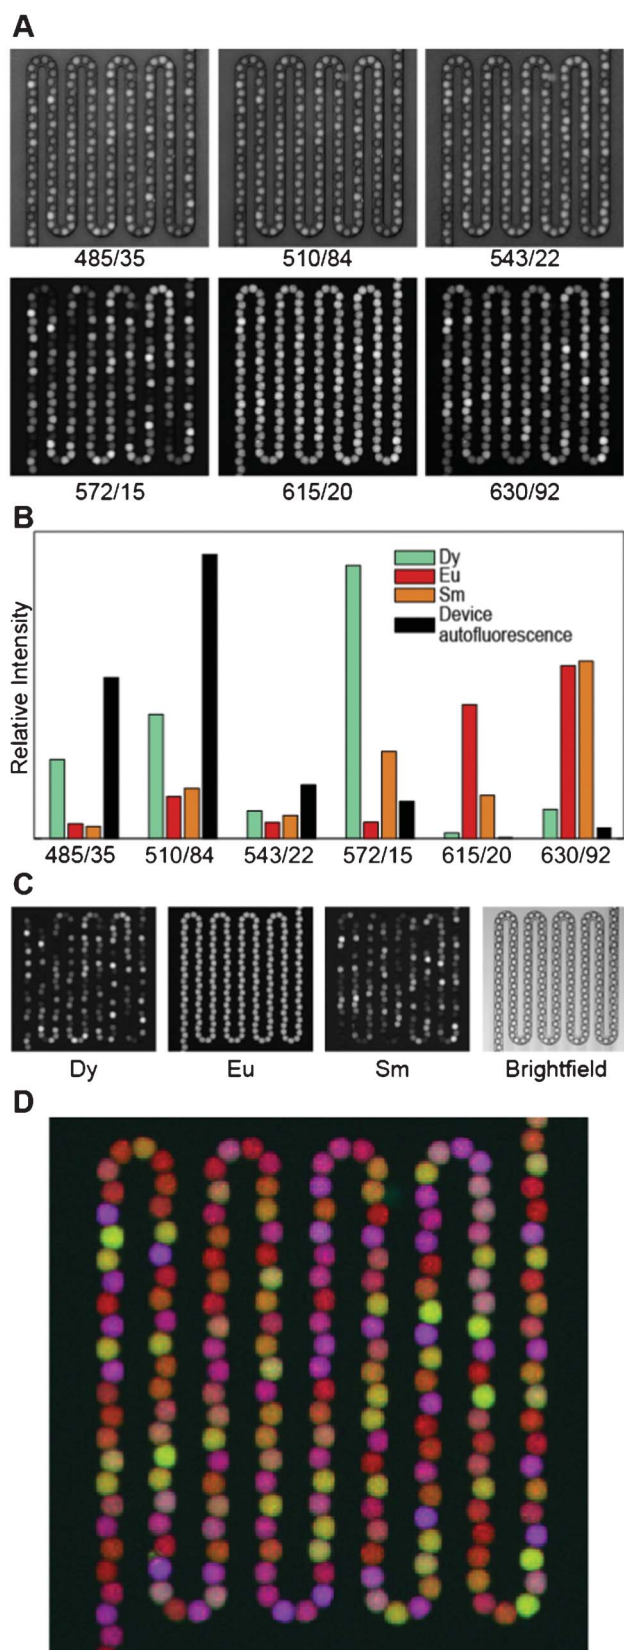 A
485/35 510/84 543/22
572/15 615/20 630/92
B
Relative Intensity
Dy
Eu
Sm
Device
autofluorescence
485/35 510/84 543/22 572/15 615/20 630/92
C
Dy Eu Sm Brightfield
D